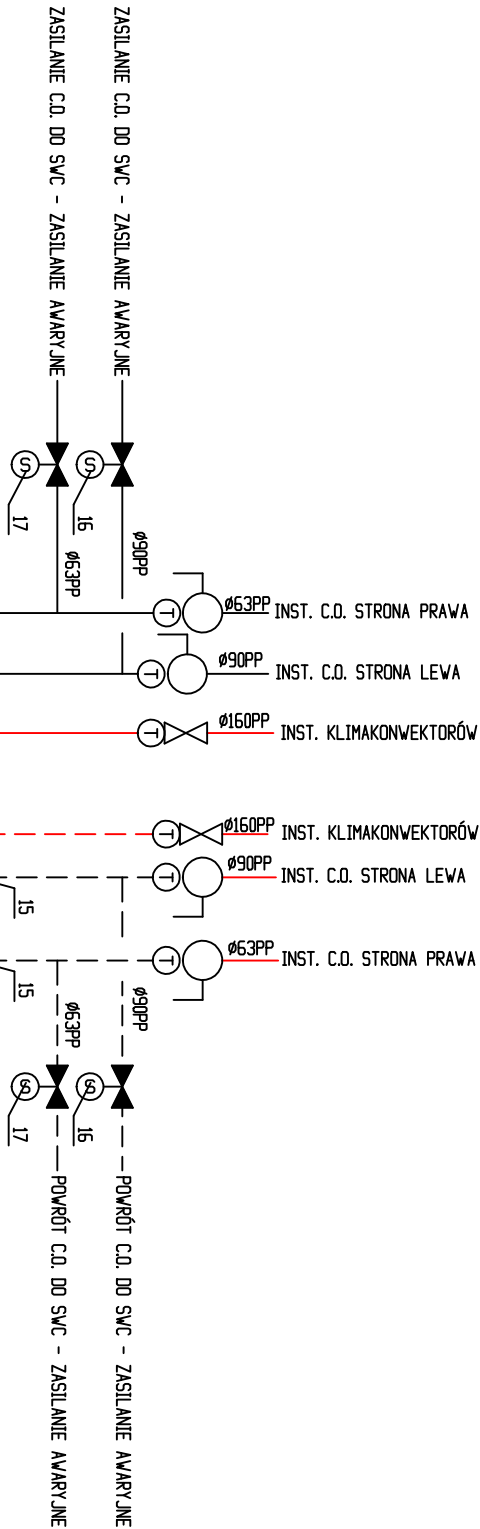 ZASILANIE C.O. DO SWC - ZASILANIE AWARYJNE
ZASILANIE C.O. DO SWC - ZASILANIE AWARYJNE
S
17
S
16
Ø63PP
Ø90PP
T
Ø63PP
INST. C.O. STRONA PRAWA
T
Ø90PP
INST. C.O. STRONA LEWA
T
Ø160PP
INST. KLIMAKONWEKTORÓW
T
Ø160PP
INST. KLIMAKONWEKTORÓW
15
T
Ø90PP
INST. C.O. STRONA LEWA
15
T
Ø63PP
INST. C.O. STRONA PRAWA
Ø63PP
Ø90PP
S
17
S
16
POWRÓT C.O. DO SWC - ZASILANIE AWARYJNE
POWRÓT C.O. DO SWC - ZASILANIE AWARYJNE